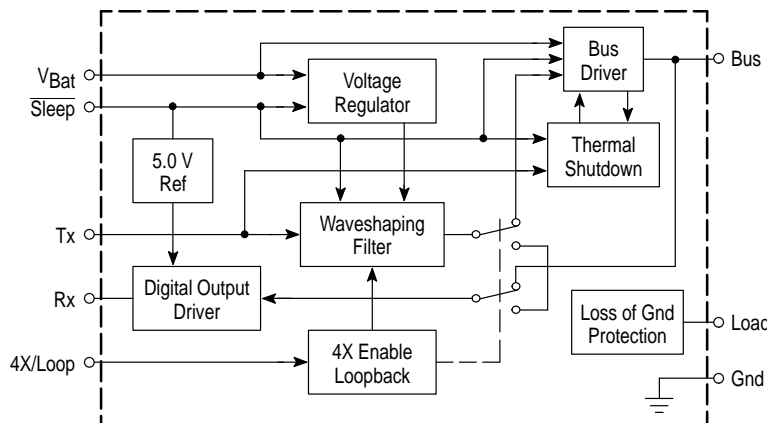 VBat
Sleep
5.0 V
Ref
Voltage
Regulator
Bus
Driver
Bus
Thermal
Shutdown
Tx
Waveshaping
Filter
Rx
Digital Output
Driver
4X/Loop
4X Enable
Loopback
Loss of Gnd
Protection
Load
Gnd